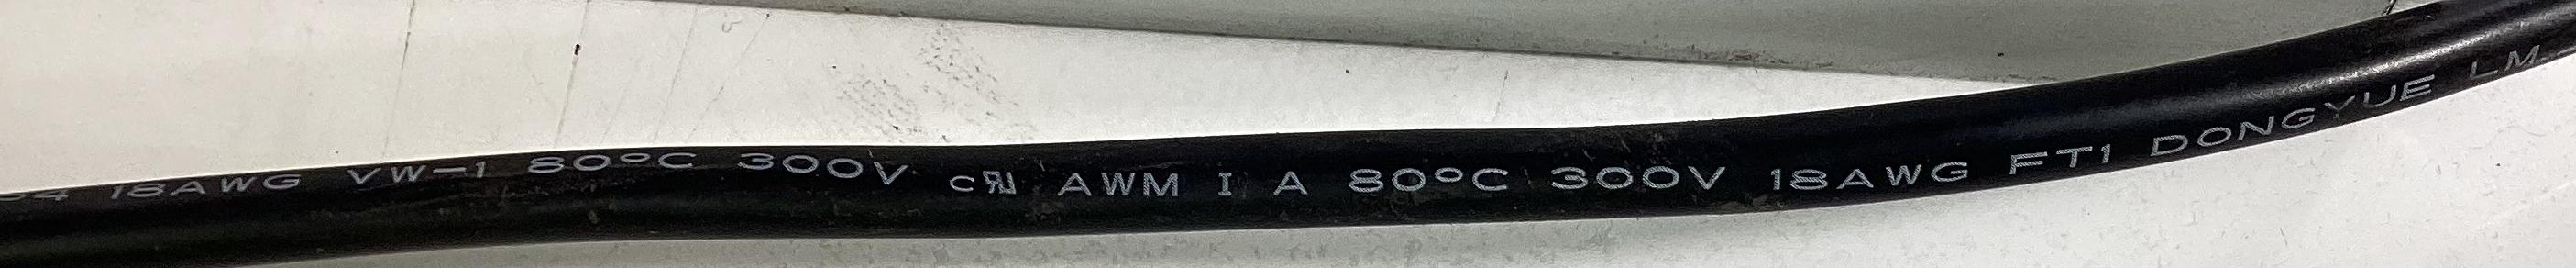 18AWG VW-1 80°C 300V cRU AWM I A 80°C 300V 18AWG FT1 DONGYUE LM